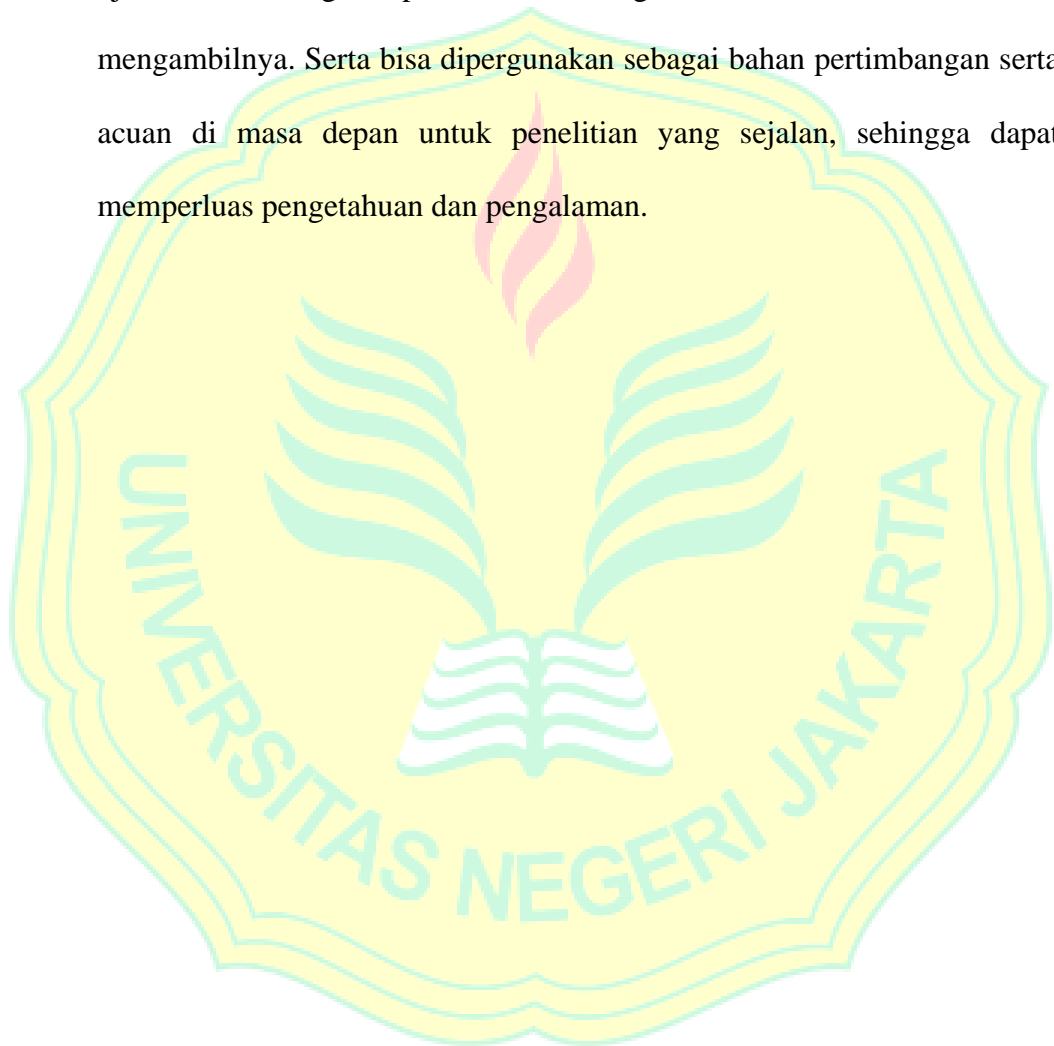 mengambilnya. Serta bisa dipergunakan sebagai bahan pertimbangan serta
acuan di masa depan untuk penelitian yang sejalan, sehingga dapat
memperluas pengetahuan dan pengalaman.
UNIVERSITAS NEGERI JAKARTA